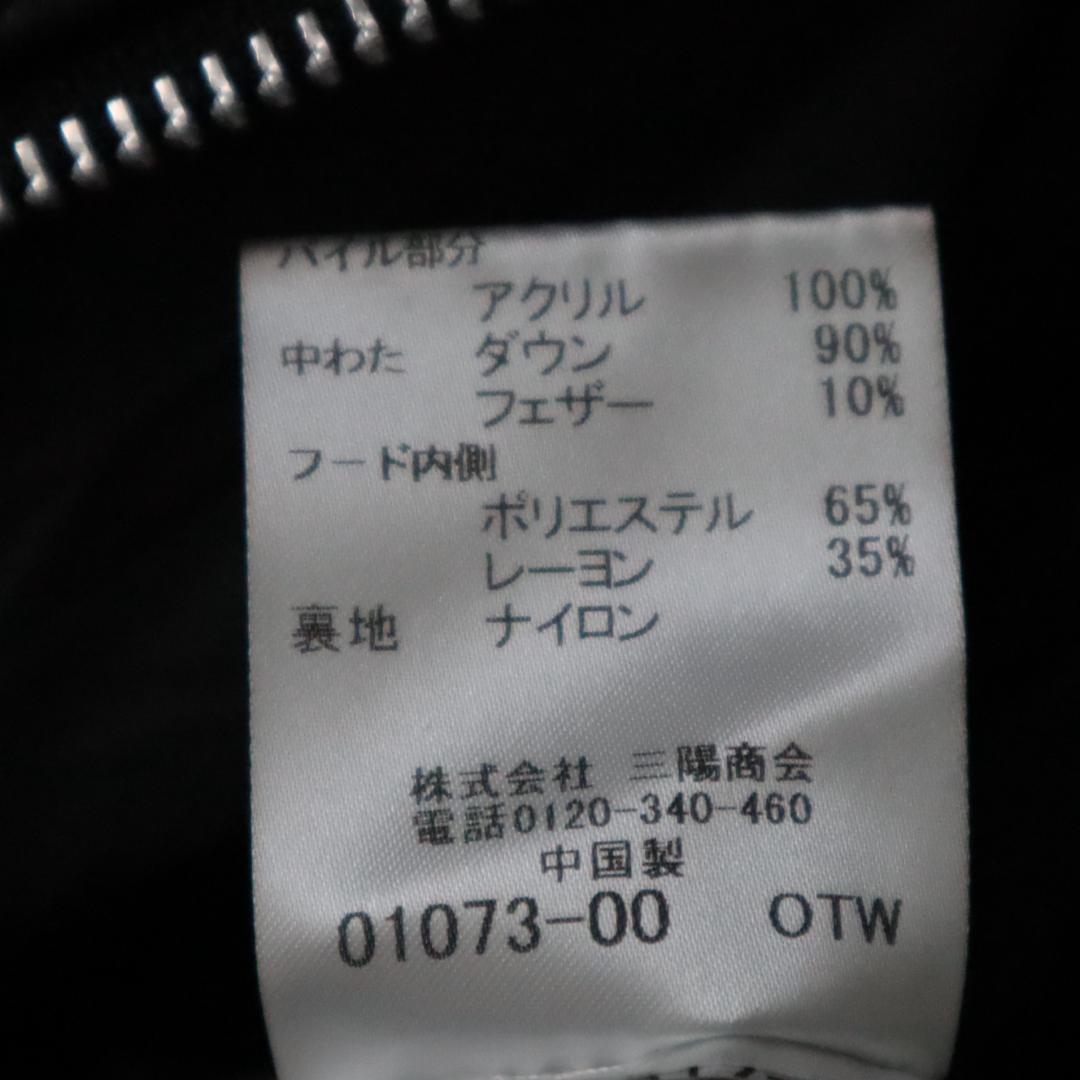 パイル部分
アクリル 100%
中わた ダウン 90%
フェザー 10%
フード内側
ポリエステル 65%
レーヨン 35%
裏地 ナイロン
株式会社 三陽商会
電話0120-340-460
中国製
01073-00 OTW